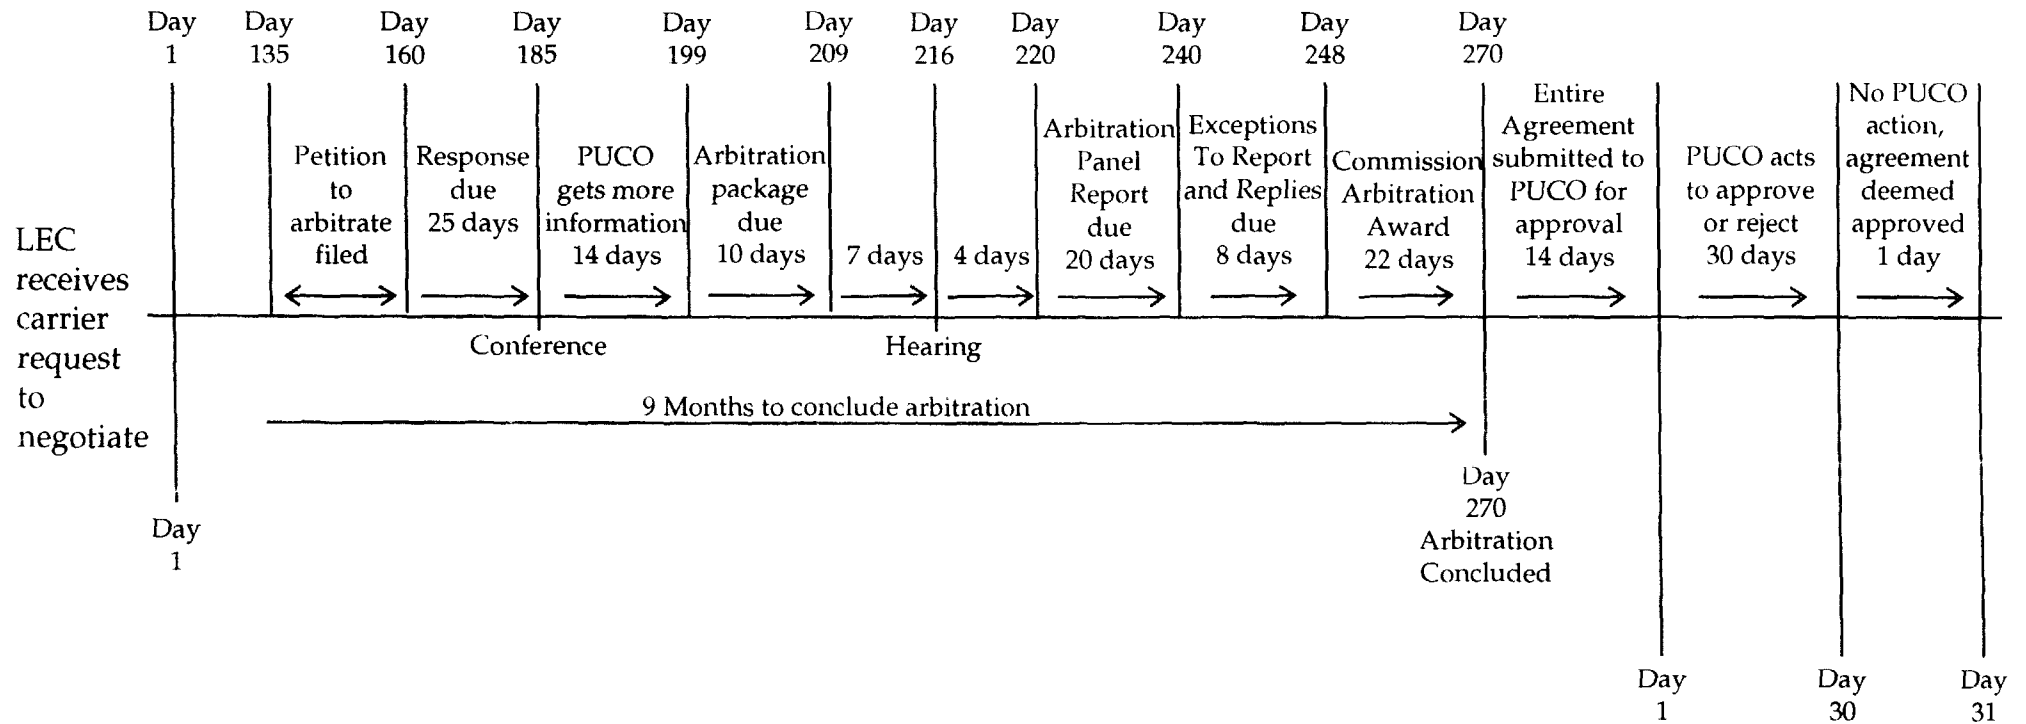 Day
1
Day
135
Day
160
Day
185
Day
199
Day
209
Day
216
Day
220
Day
240
Day
248
Day
270
LEC
receives
carrier
request
to
negotiate
Petition
to
arbitrate
filed
Response
due
25 days
PUCO
gets more
information
14 days
Arbitration
package
due
10 days
7 days
4 days
Arbitration
Panel
Report
due
20 days
Exceptions
To Report
and Replies
due
8 days
Commission
Arbitration
Award
22 days
Entire
Agreement
submitted to
PUCO for
approval
14 days
PUCO acts
to approve
or reject
30 days
No PUCO
action,
agreement
deemed
approved
1 day
Conference
Hearing
9 Months to conclude arbitration
Day
1
Day
270
Arbitration
Concluded
Day
1
Day
30
Day
31